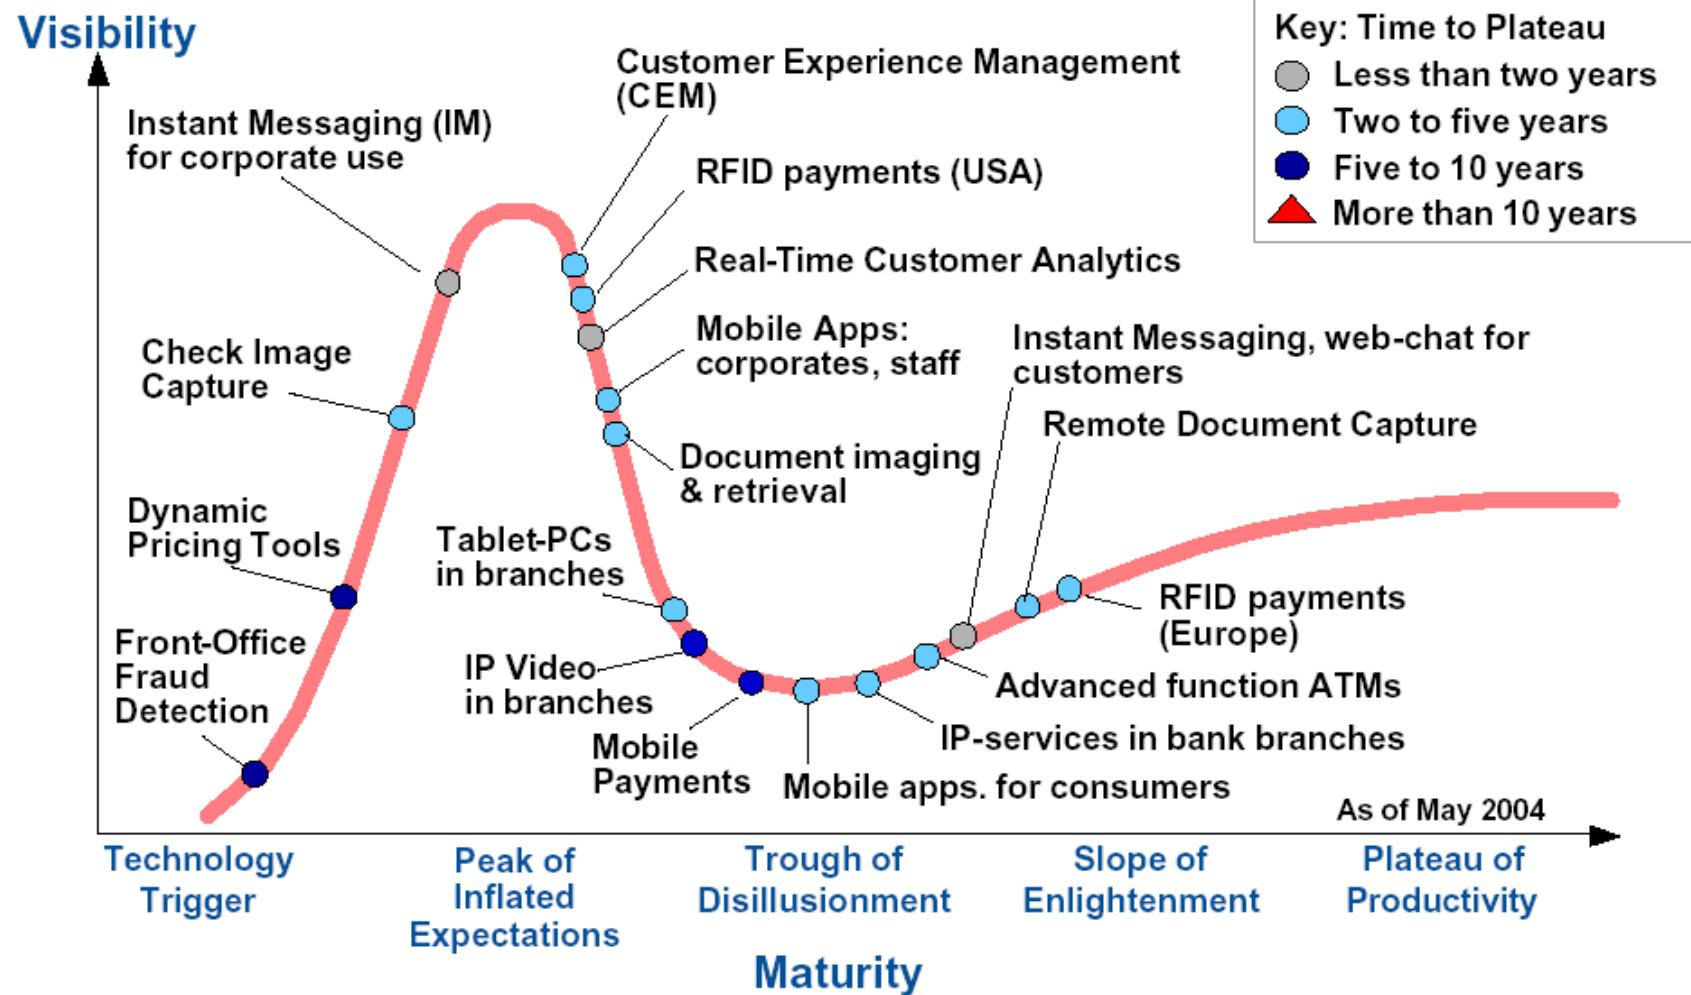 Visibility
Key: Time to Plateau
Less than two years
Two to five years
Five to 10 years
More than 10 years
Customer Experience Management
(CEM)
Instant Messaging (IM)
for corporate use
RFID payments (USA)
Real-Time Customer Analytics
Mobile Apps:
corporates, staff
Instant Messaging, web-chat for
customers
Check Image
Capture
Remote Document Capture
Document imaging
& retrieval
Dynamic
Pricing Tools
Tablet-PCs
in branches
RFID payments
(Europe)
Front-Office
Fraud
Detection
IP Video
in branches
Advanced function ATMs
IP-services in bank branches
Mobile
Payments
Mobile apps. for consumers
As of May 2004
Technology
Trigger
Peak of
Inflated
Expectations
Trough of
Disillusionment
Slope of
Enlightenment
Plateau of
Productivity
Maturity